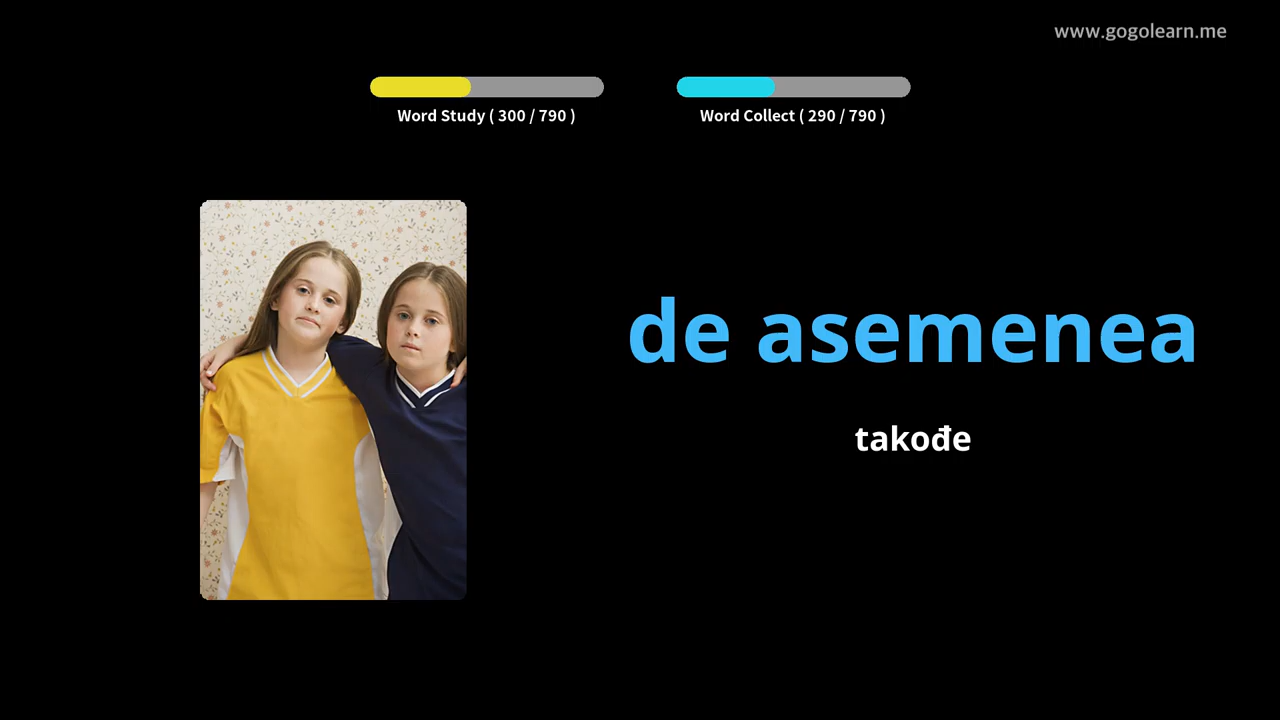 www.gogolearn.me
Word Study ( 300 / 790 )
Word Collect ( 290 / 790 )
de asemenea
takođe